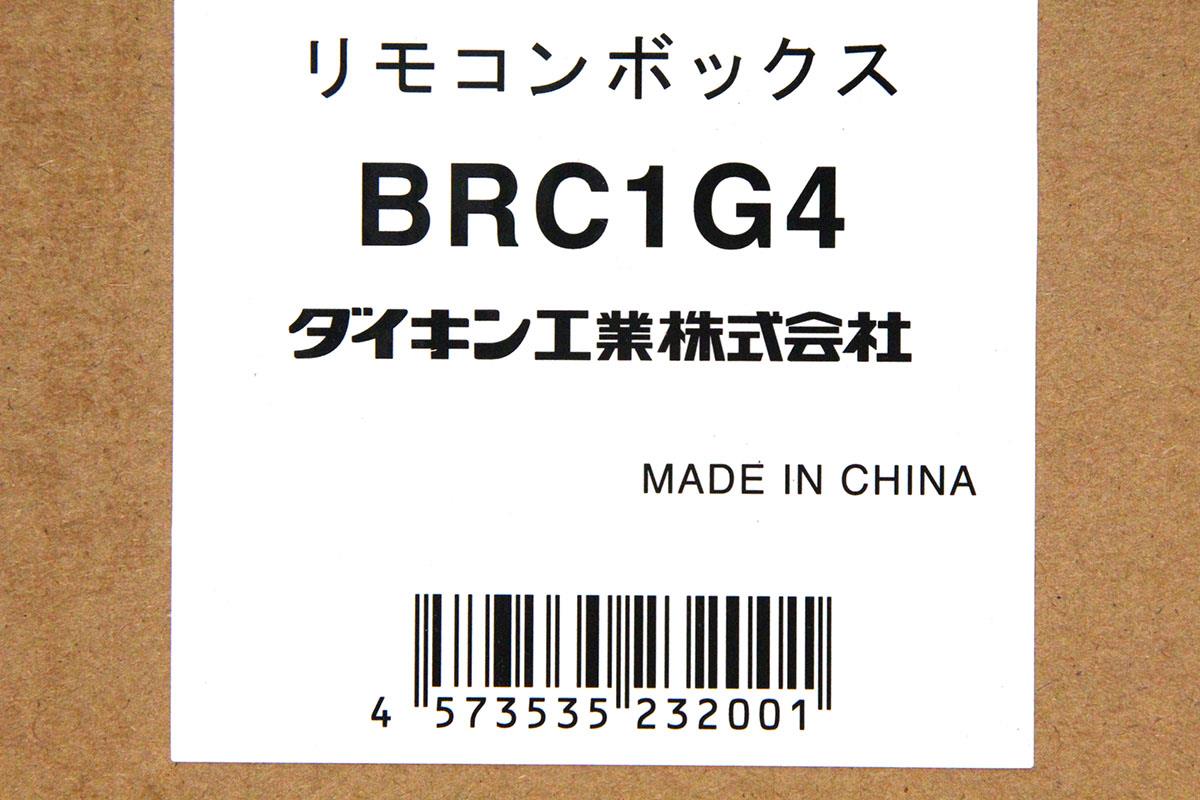 リモコンボックス
BRC1G4
ダイキン工業株式会社
MADE IN CHINA
4 573535 232001